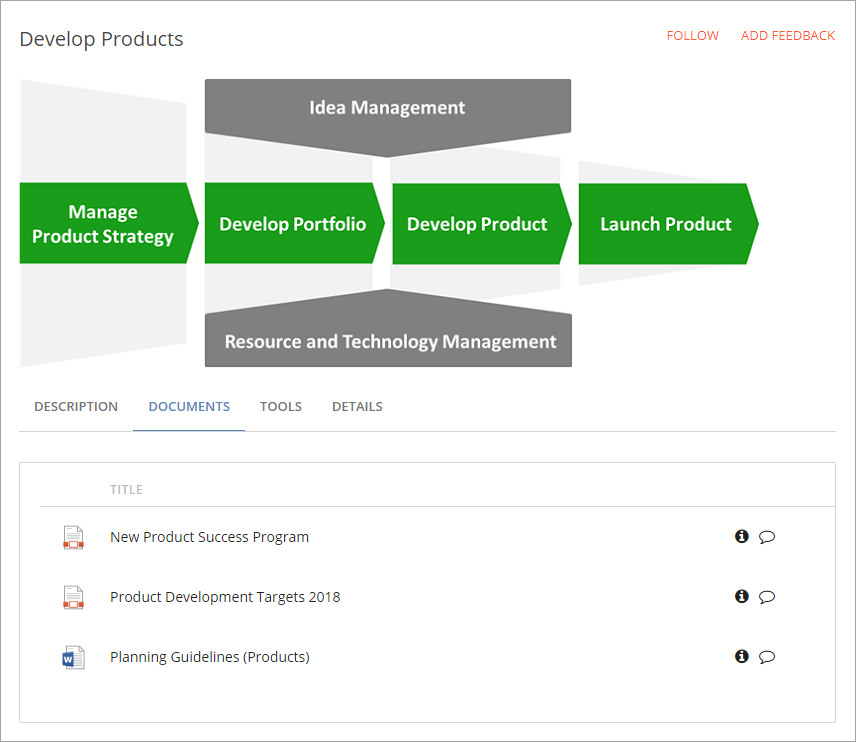 Develop Products
FOLLOW ADD FEEDBACK
Idea Management
Manage
Product Strategy
Develop Portfolio
Develop Product
Launch Product
Resource and Technology Management
DESCRIPTION DOCUMENTS TOOLS DETAILS
TITLE
New Product Success Program
Product Development Targets 2018
W
Planning Guidelines (Products)